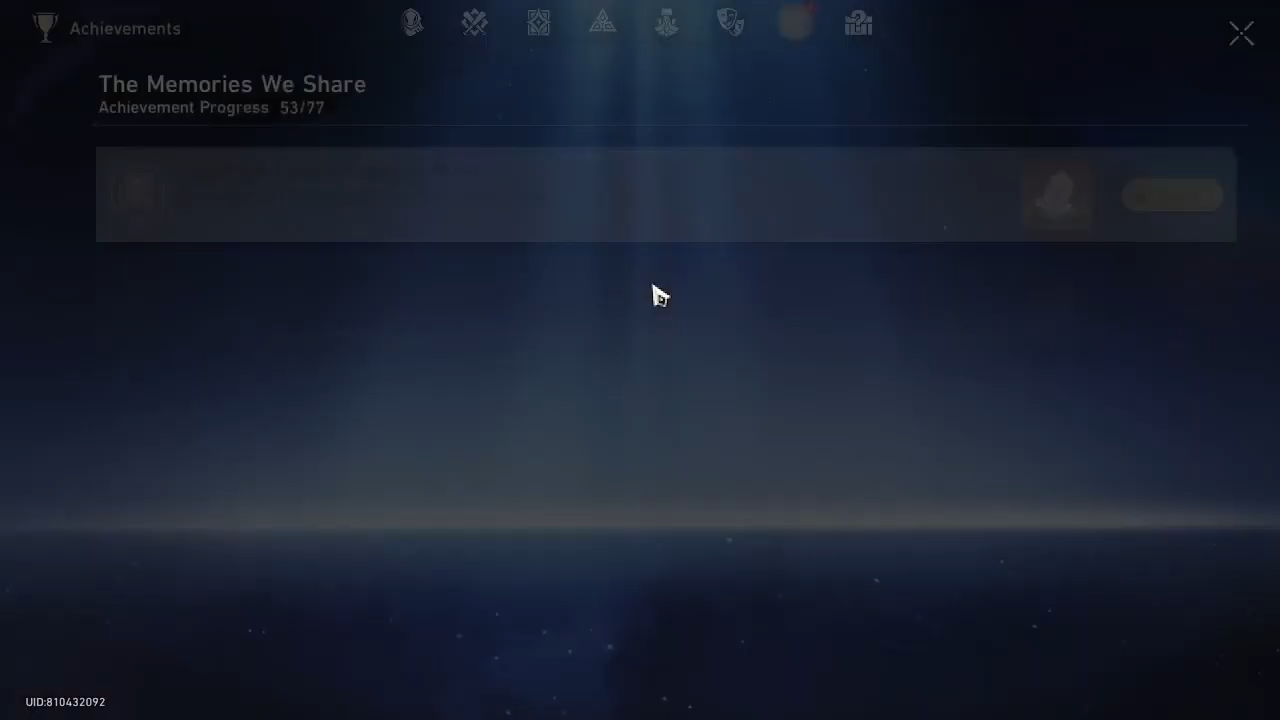 Achievements
The Memories We Share
Achievement Progress 53/77
UID:810432092